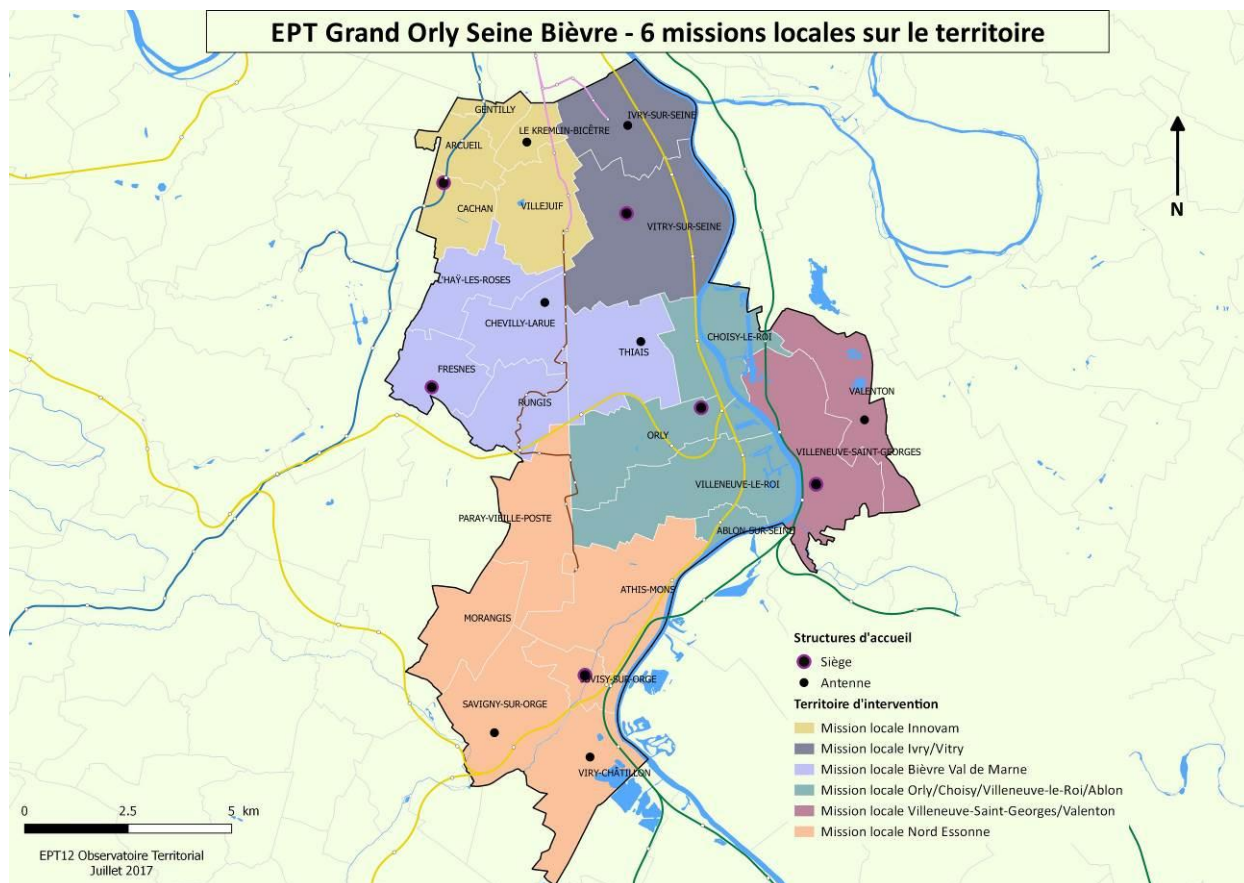 EPT Grand Orly Seine Bièvre - 6 missions locales sur le territoire
GENTILLY
IVRY-SUR-SEINE
LE KREMLIN-BICÊTRE
ARCUEIL
CACHAN
VILLEJUIF
VITRY-SUR-SEINE
N
L'HAŸ-LES-ROSES
CHEVILLY-LARUE
CHOISY-LE-ROI
THIAIS
FRESNES
VALENTON
RUNGIS
ORLY
VILLENEUVE-SAINT-GEORGES
VILLENEUVE-LE-ROI
PARAY-VIEILLE-POSTE
ABLON-SUR-SEINE
ATHIS-MONS
MORANGIS
VISY-SUR-ORGE
SAVIGNY-SUR-ORGE
VIRY-CHÂTILLON
Structures d'accueil
Siège
Antenne
Territoire d'intervention
Mission locale Innovam
Mission locale Ivry/Vitry
Mission locale Bièvre Val de Marne
Mission locale Orly/Choisy/Villeneuve-le-Roi/Ablon
Mission locale Villeneuve-Saint-Georges/Valenton
Mission locale Nord Essonne
0 2.5 5 km
EPT12 Observatoire Territorial
Juillet 2017